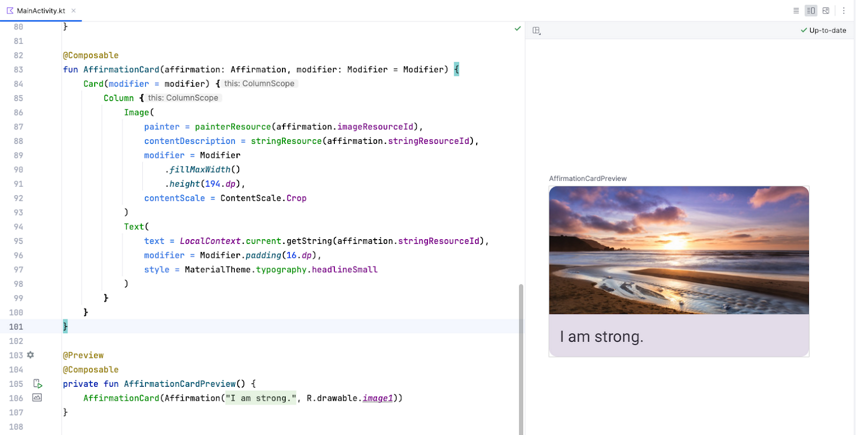 MainActivity.kt
Up-to-date
80 }
81
82 @Composable
83 fun AffirmationCard(affirmation: Affirmation, modifier: Modifier = Modifier) {
84 Card(modifier = modifier) { this: ColumnScope
85 Column { this: ColumnScope
86 Image(
87 painter = painterResource(affirmation.imageResourceId),
88 contentDescription = stringResource(affirmation.stringResourceId),
89 modifier = Modifier
90 .fillMaxWidth()
91 .height(194.dp),
92 contentScale = ContentScale.Crop
93 )
94 Text(
95 text = LocalContext.current.getString(affirmation.stringResourceId),
96 modifier = Modifier.padding(16.dp),
97 style = MaterialTheme.typography.headlineSmall
98 )
99 }
100 }
101 }
102
103 @Preview
104 @Composable
105 private fun AffirmationCardPreview() {
106 AffirmationCard(Affirmation("I am strong.", R.drawable.image1))
107 }
108
AffirmationCardPreview
I am strong.